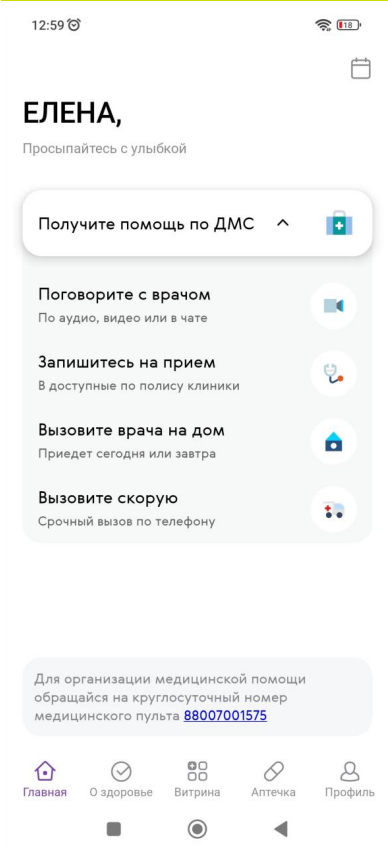 12:59
18
ЕЛЕНА,
Просыпайтесь с улыбкой
Получите помощь по ДМС
Поговорите с врачом
По аудио, видео или в чате
Запишитесь на прием
В доступные по полису клиники
Вызовите врача на дом
Приедет сегодня или завтра
Вызовите скорую
Срочный вызов по телефону
Для организации медицинской помощи
обращайся на круглосуточный номер
медицинского пульта 88007001575
Главная О здоровье Витрина Аптечка Профиль